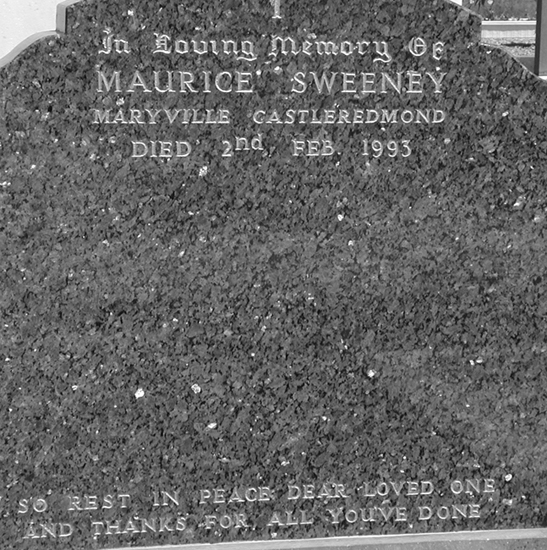 In Loving Memory Of
MAURICE SWEENEY
MARYVILLE CASTLEREDMOND
DIED 2nd FEB. 1993
SO REST IN PEACE DEAR LOVED ONE
AND THANKS FOR ALL YOU'VE DONE